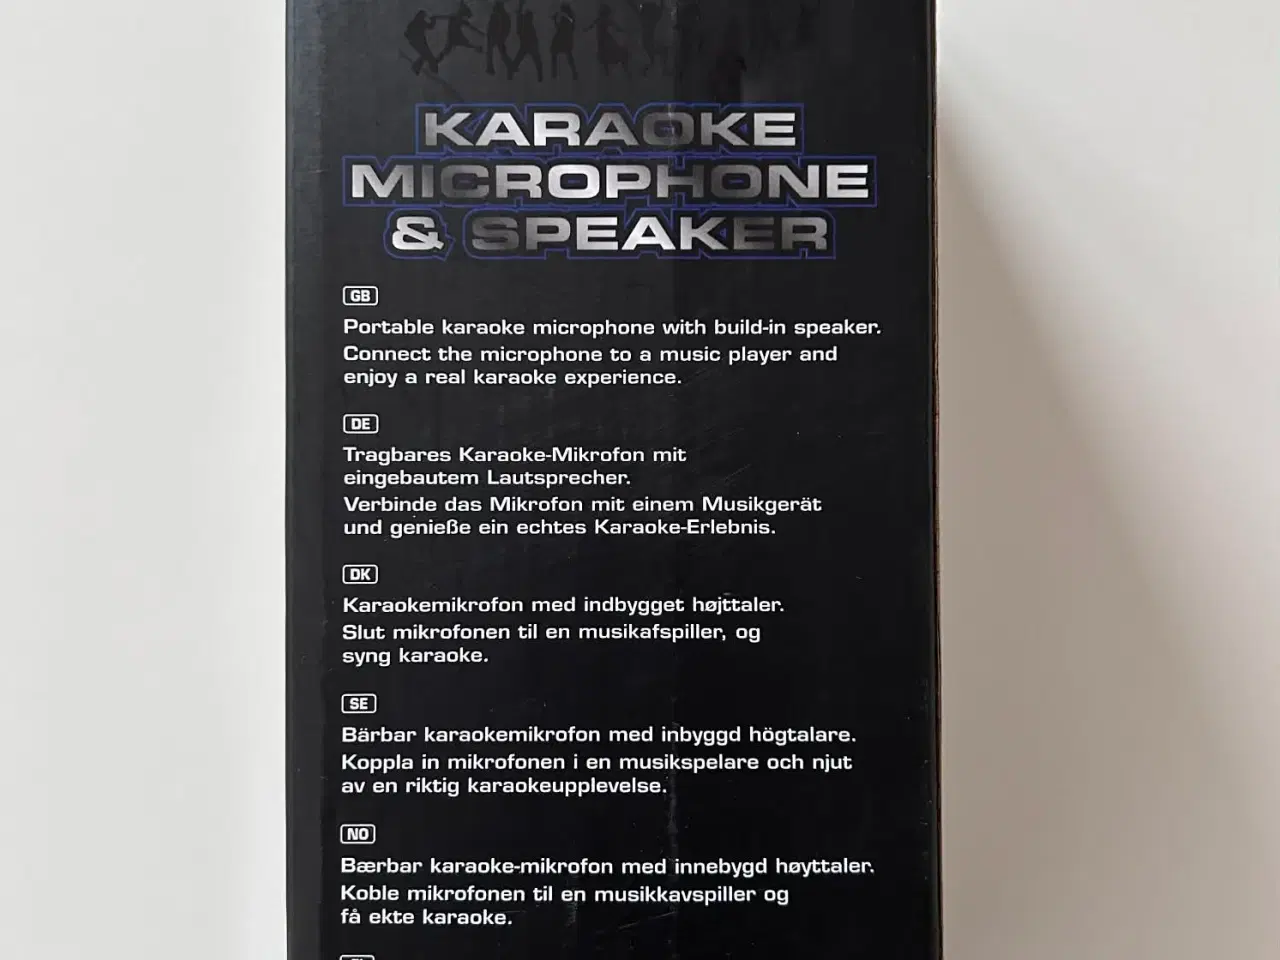 KARAOKE
MICROPHONE
& SPEAKER
GB
Portable karaoke microphone with build-in speaker.
Connect the microphone to a music player and
enjoy a real karaoke experience.
DE
Tragbares Karaoke-Mikrofon mit
eingebautem Lautsprecher.
Verbinde das Mikrofon mit einem Musikgerät
und genieße ein echtes Karaoke-Erlebnis.
DK
Karaokemikrofon med indbygget højttaler.
Slut mikrofonen til en musikafspiller, og
syng karaoke.
SE
Bärbar karaokemikrofon med inbyggd högtalare.
Koppla in mikrofonen i en musikspelare och njut
av en riktig karaokeupplevelse.
NO
Bærbar karaoke-mikrofon med innebygd høyttaler.
Koble mikrofonen til en musikkavspiller og
få ekte karaoke.